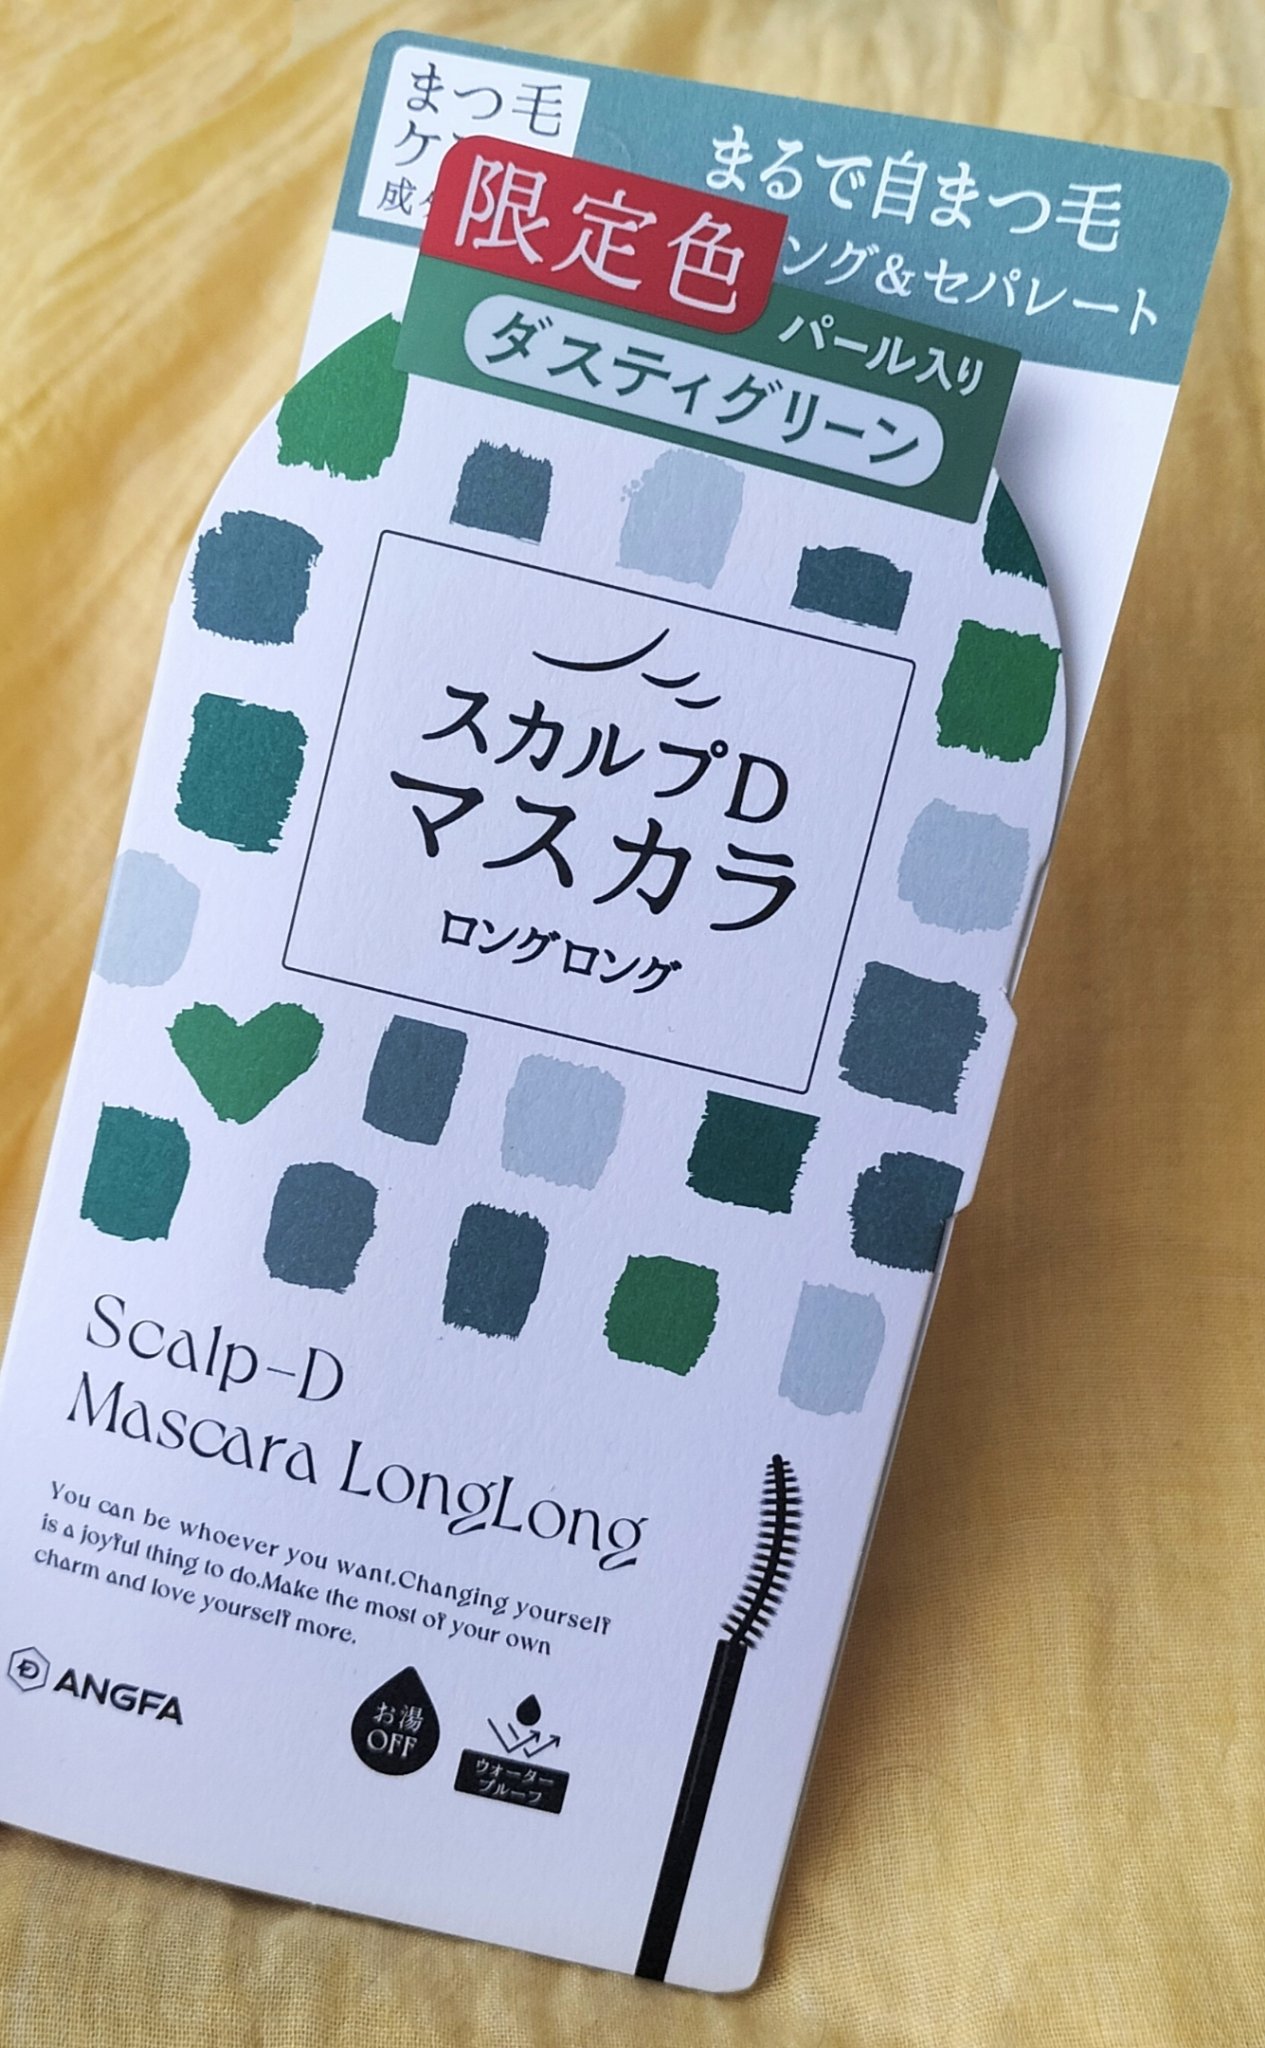 まつ毛
限定色
まるで自まつ毛
ング&セパレート
パール入り
ダスティグリーン
スカルプD
マスカラ
ロングロング
Scalp-D
Mascara LongLong
You can be whoever you want.Changing yourself
is a joyful thing to do.Make the most of your own
charm and love yourself more.
ANGFA
お湯
OFF
ウォーター
プルーフ